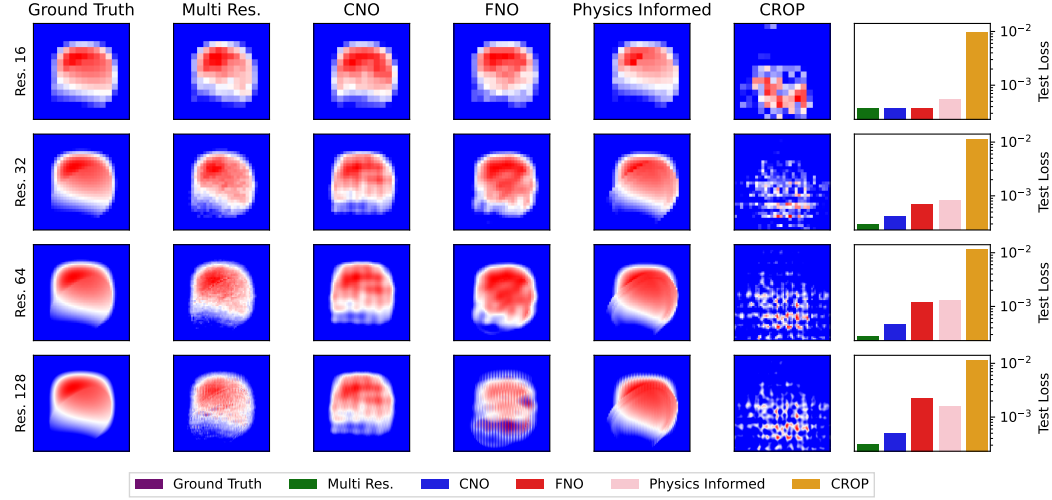 Ground Truth Multi Res. CNO FNO Physics Informed CROP
Res. 16
10⁻²
10⁻³
Test Loss
Res. 32
10⁻²
10⁻³
Test Loss
Res. 64
10⁻²
10⁻³
Test Loss
Res. 128
10⁻²
10⁻³
Test Loss
Ground Truth Multi Res. CNO FNO Physics Informed CROP